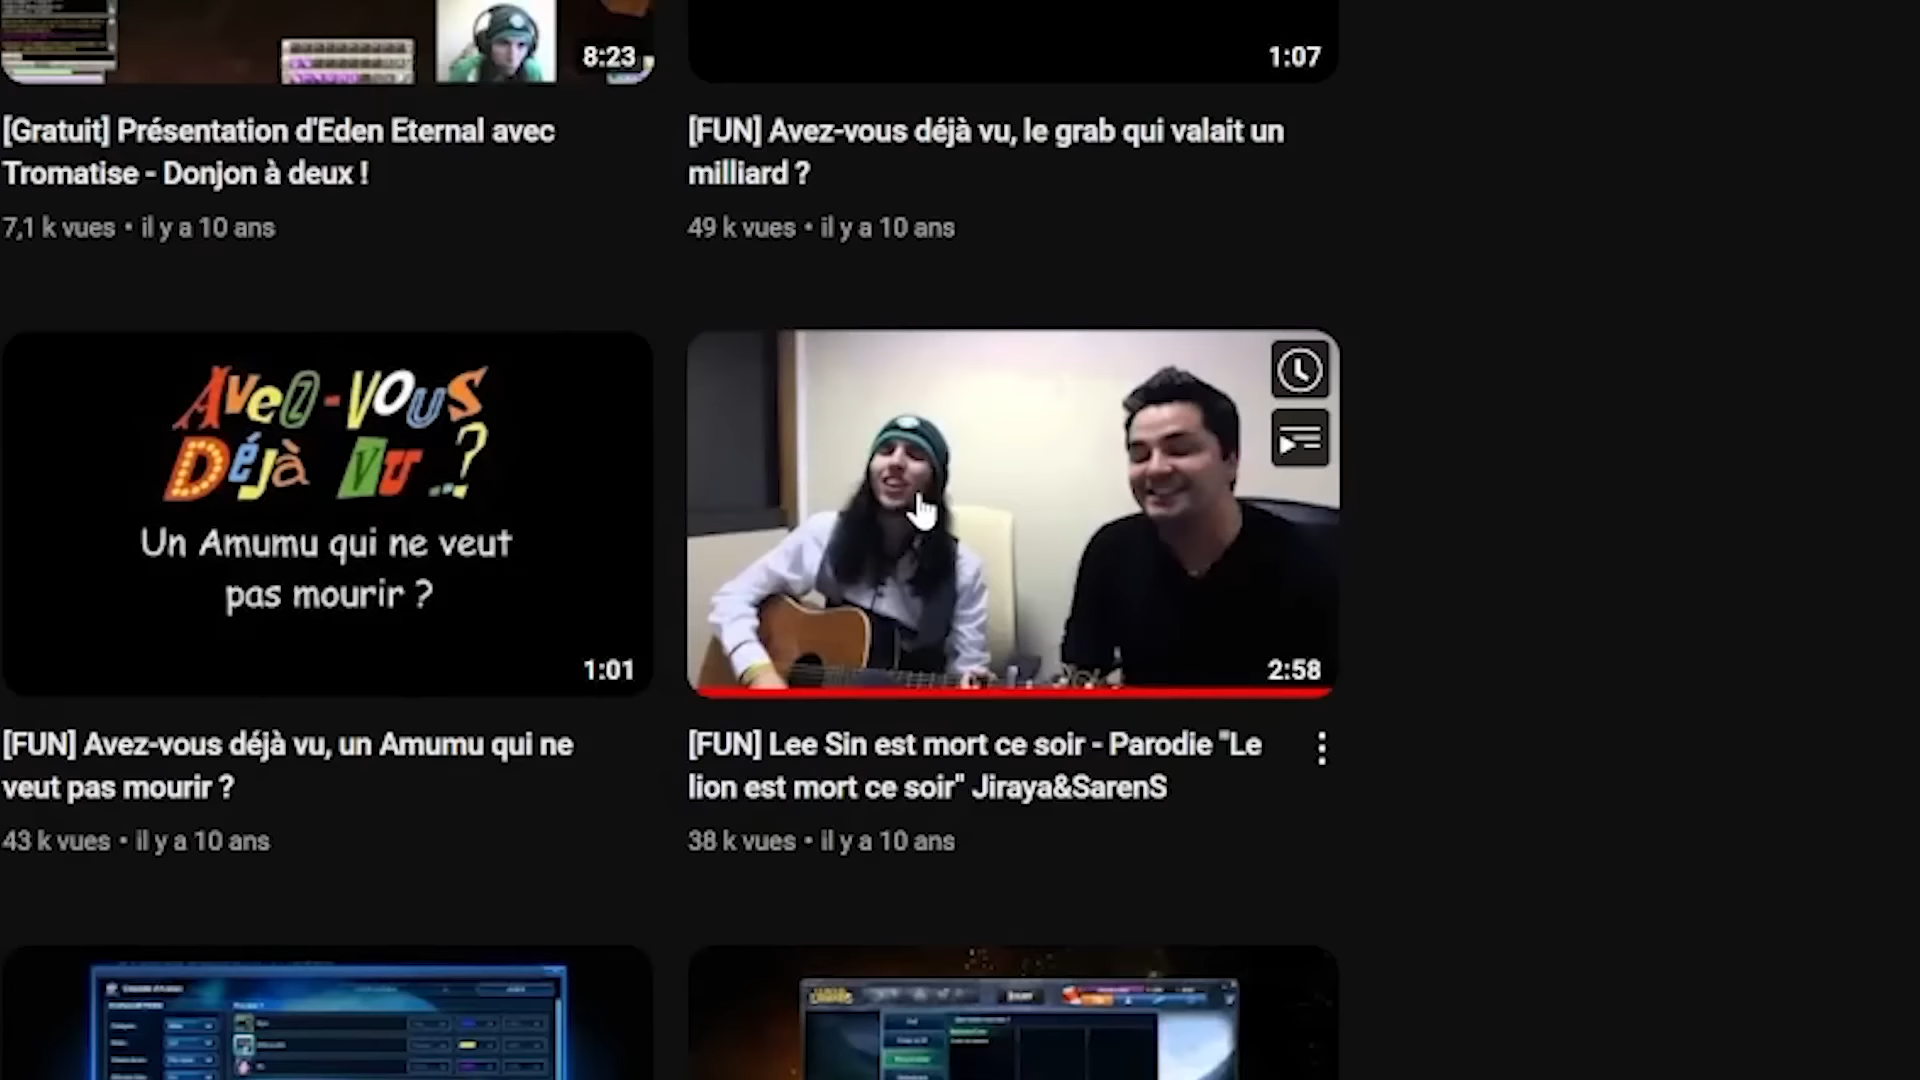 8:23
1:07
[Gratuit] Présentation d'Eden Eternal avec
Tromatise - Donjon à deux !
7,1 k vues • il y a 10 ans
[FUN] Avez-vous déjà vu, le grab qui valait un
milliard ?
49 k vues • il y a 10 ans
AVEZ-VOUS
DéJà VU ..?
Un Amumu qui ne veut
pas mourir ?
1:01
2:58
[FUN] Avez-vous déjà vu, un Amumu qui ne
veut pas mourir ?
43 k vues • il y a 10 ans
[FUN] Lee Sin est mort ce soir - Parodie "Le
lion est mort ce soir" Jiraya&SarenS
38 k vues • il y a 10 ans